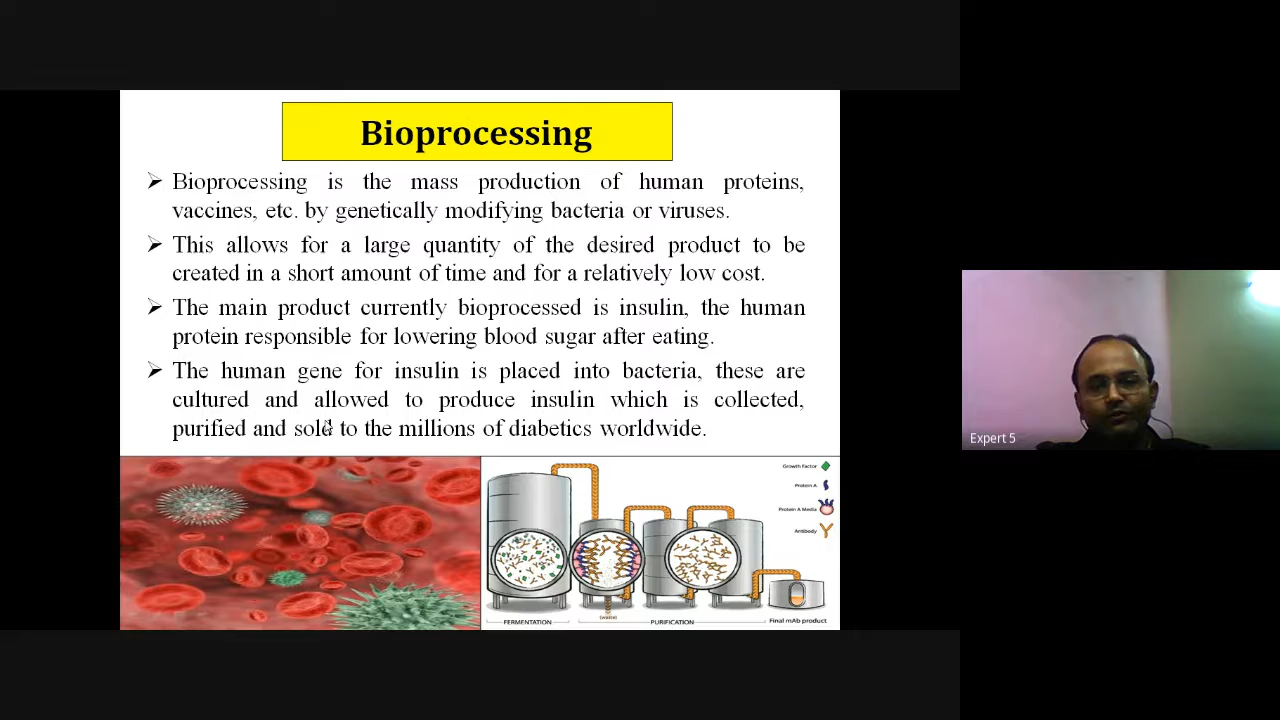 Bioprocessing
➢ Bioprocessing is the mass production of human proteins,
vaccines, etc. by genetically modifying bacteria or viruses.
➢ This allows for a large quantity of the desired product to be
created in a short amount of time and for a relatively low cost.
➢ The main product currently bioprocessed is insulin, the human
protein responsible for lowering blood sugar after eating.
➢ The human gene for insulin is placed into bacteria, these are
cultured and allowed to produce insulin which is collected,
purified and sold to the millions of diabetics worldwide.
Growth Factor
Protein A
Protein A Media
Antibody
(waste)
FERMENTATION
PURIFICATION
Final mAb product
Expert 5